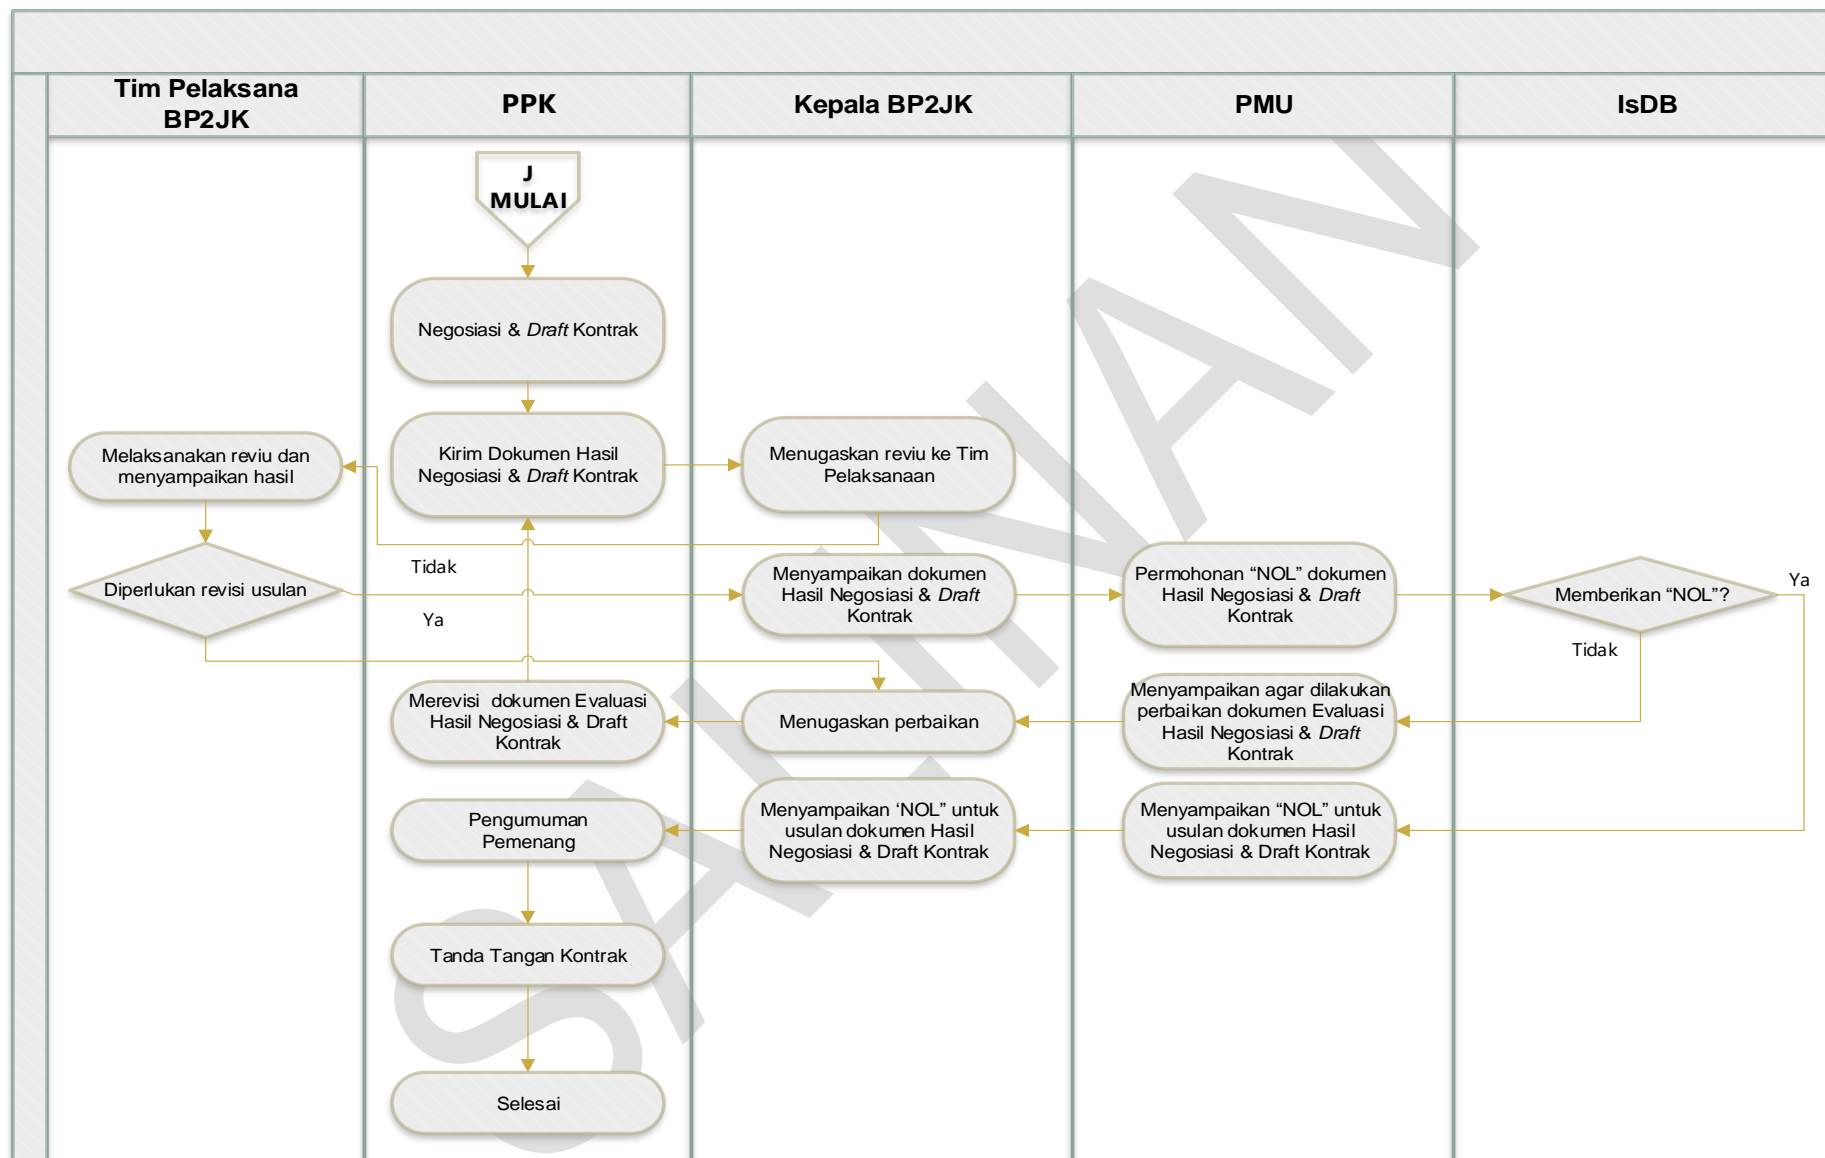 Tim Pelaksana
BP2JK
PPK
Kepala BP2JK
PMU
IsDB
J
MULAI
Negosiasi & Draft Kontrak
Melaksanakan reviu dan
menyampaikan hasil
Kirim Dokumen Hasil
Negosiasi & Draft Kontrak
Menugaskan reviu ke Tim
Pelaksanaan
Diperlukan revisi usulan
Tidak
Ya
Menyampaikan dokumen
Hasil Negosiasi & Draft
Kontrak
Permohonan “NOL” dokumen
Hasil Negosiasi & Draft
Kontrak
Memberikan “NOL”?
Ya
Tidak
Merevisi dokumen Evaluasi
Hasil Negosiasi & Draft
Kontrak
Menugaskan perbaikan
Menyampaikan agar dilakukan
perbaikan dokumen Evaluasi
Hasil Negosiasi & Draft
Kontrak
Pengumuman
Pemenang
Menyampaikan ‘NOL” untuk
usulan dokumen Hasil
Negosiasi & Draft Kontrak
Menyampaikan “NOL” untuk
usulan dokumen Hasil
Negosiasi & Draft Kontrak
Tanda Tangan Kontrak
Selesai
SALINAN